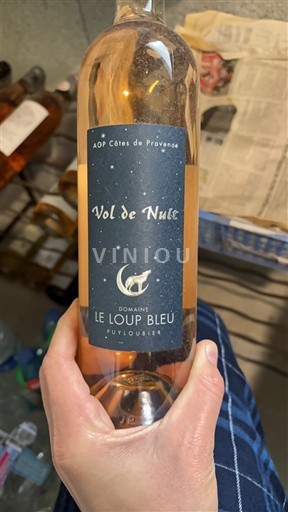 AOP Côtes de Provence
Vol de Nuit
VINIOU
DOMAINE
LE LOUP BLEU
PUYLOUBIER